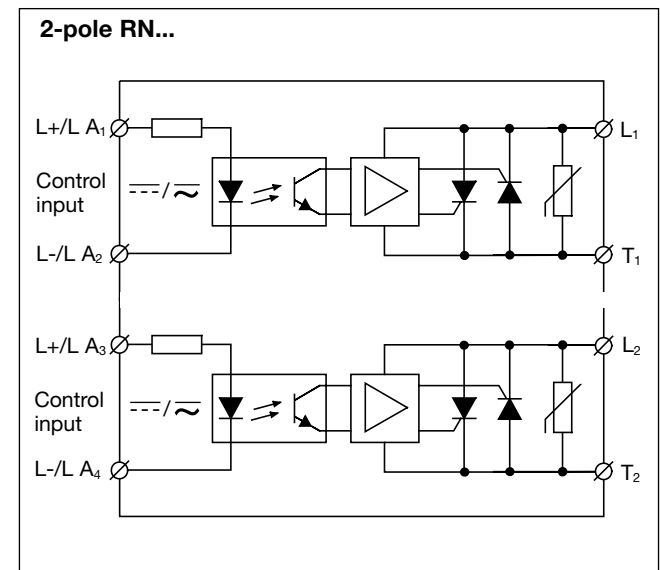 2-pole RN...
L+/L A₁
L₁
Control
input
/
L-/L A₂
T₁
L+/L A₃
L₂
Control
input
/
L-/L A₄
T₂